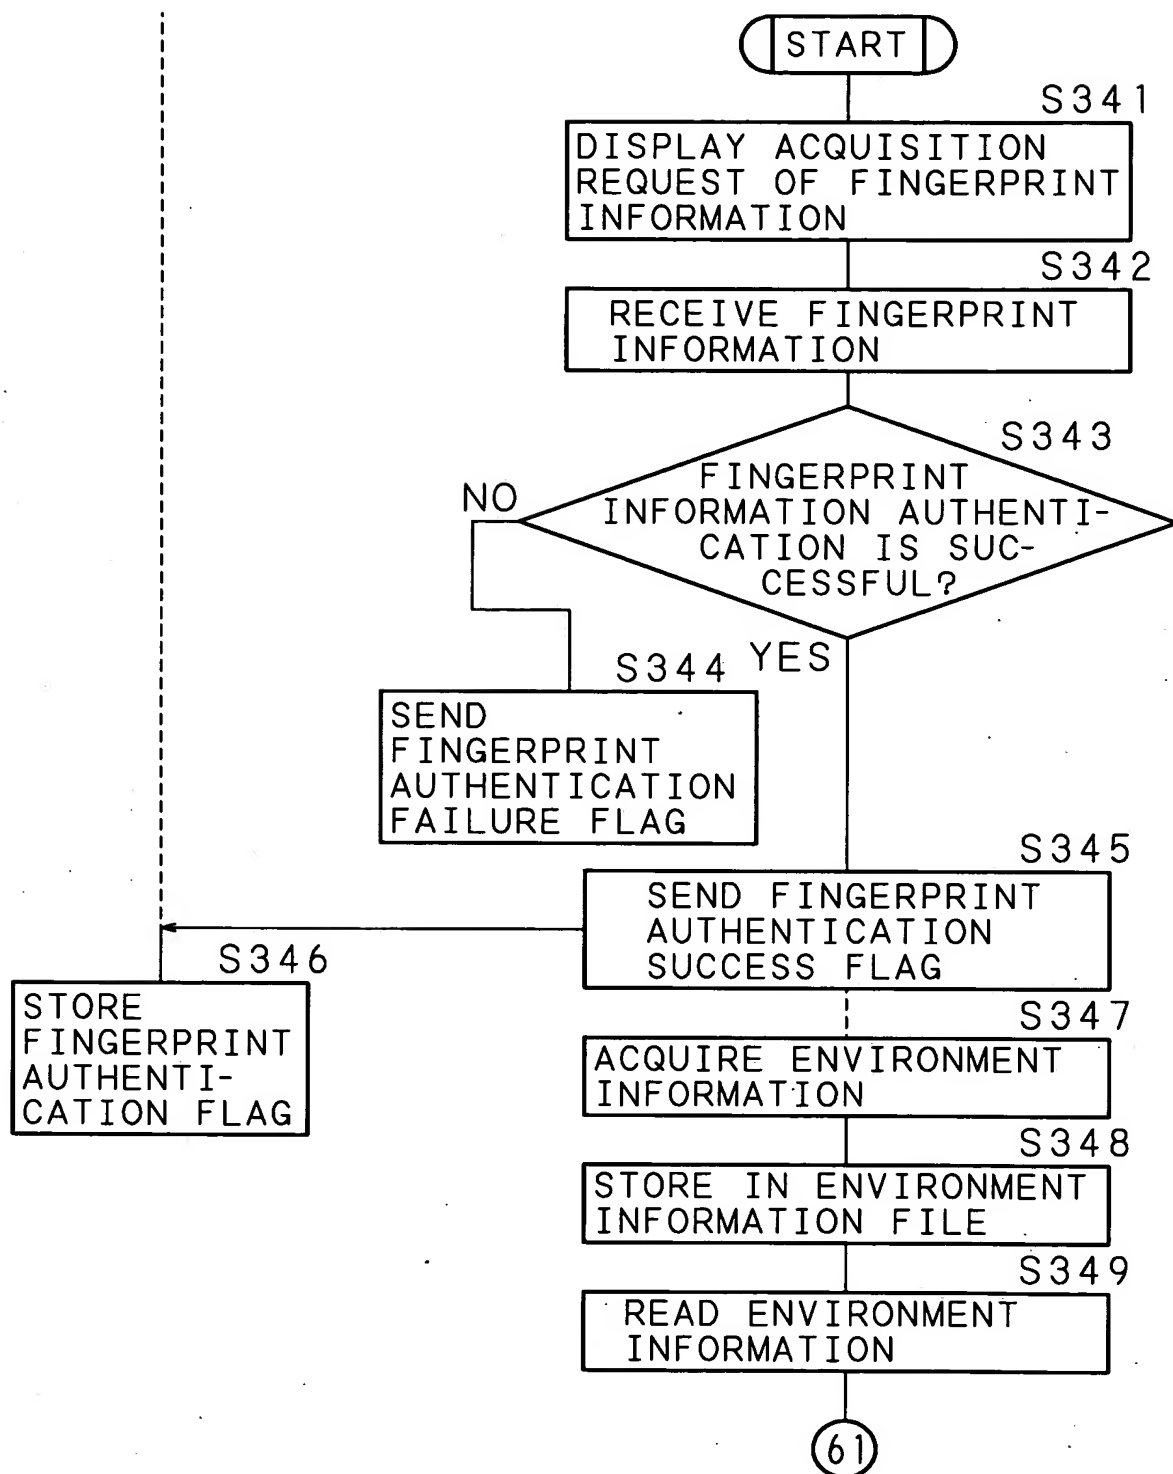 START
S341
DISPLAY ACQUISITION
REQUEST OF FINGERPRINT
INFORMATION
S342
RECEIVE FINGERPRINT
INFORMATION
S343
FINGERPRINT
INFORMATION AUTHENTI-
CATION IS SUC-
CESSFUL?
NO
YES
S344
SEND
FINGERPRINT
AUTHENTICATION
FAILURE FLAG
S345
SEND FINGERPRINT
AUTHENTICATION
SUCCESS FLAG
S346
STORE
FINGERPRINT
AUTHENTI-
CATION FLAG
S347
ACQUIRE ENVIRONMENT
INFORMATION
S348
STORE IN ENVIRONMENT
INFORMATION FILE
S349
READ ENVIRONMENT
INFORMATION
61